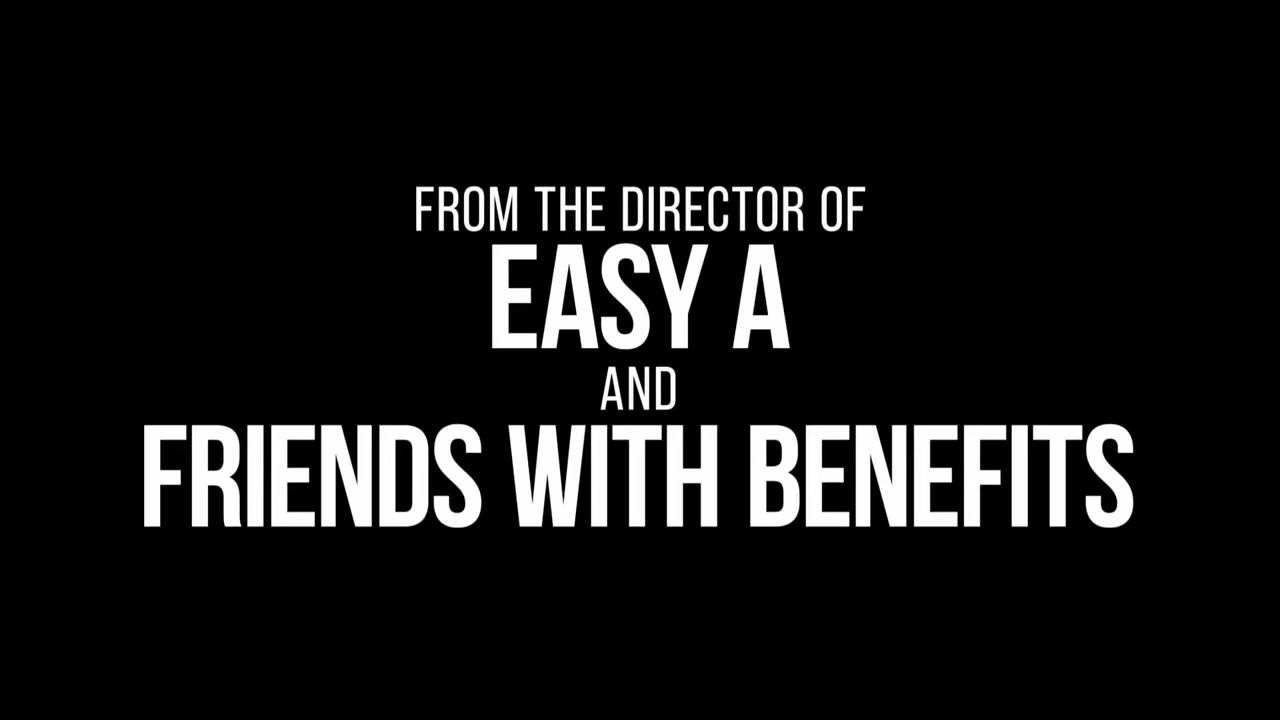 FROM THE DIRECTOR OF
EASY A
AND
FRIENDS WITH BENEFITS